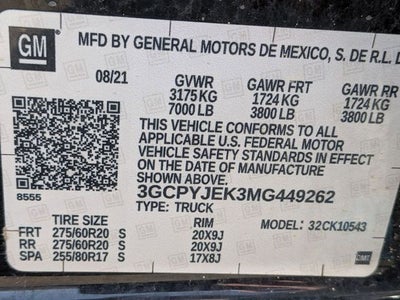 GM MFD BY GENERAL MOTORS DE MEXICO, S. DE R.L. D
08/21 GVWR GAWR FRT GAWR RR
3175 KG 1724 KG 1724 KG
7000 LB 3800 LB 3800 LB
THIS VEHICLE CONFORMS TO ALL
APPLICABLE U.S. FEDERAL MOTOR
VEHICLE SAFETY STANDARDS IN EFFECT
ON THE DATE OF MANUFACTURE
SHOWN ABOVE.
8555 3GCPYJEK3MG449262
TYPE: TRUCK MODEL: 32CK10543
TIRE SIZE RIM
FRT 275/60R20 S 20X9J
RR 275/60R20 S 20X9J
SPA 255/80R17 S 17X8J
GM